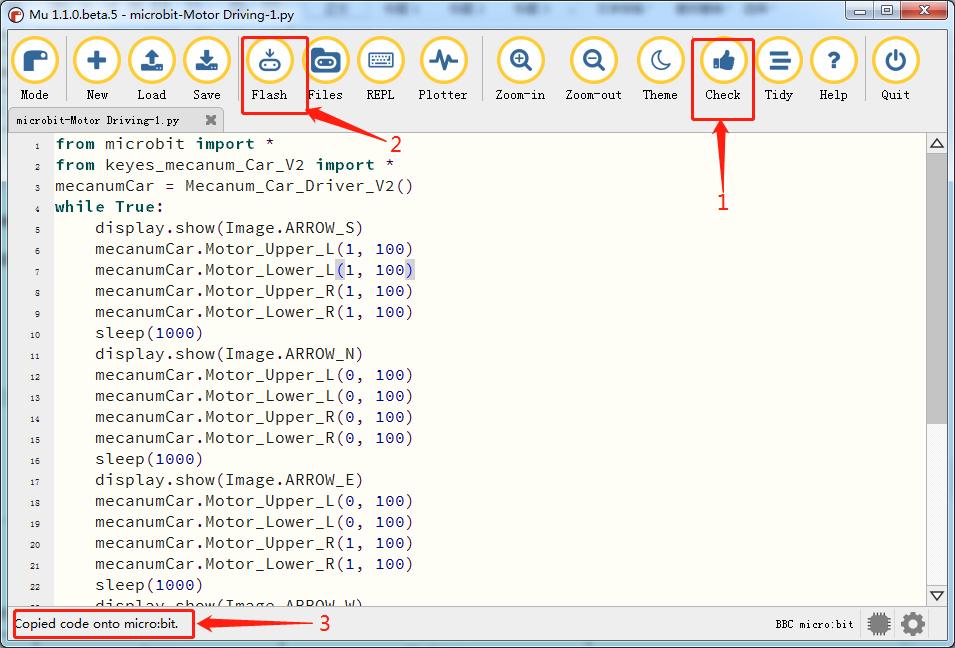 Mu 1.1.0.beta.5 - microbit-Motor Driving-1.py
Mode New Load Save Flash Files REPL Plotter Zoom-in Zoom-out Theme Check Tidy Help Quit
microbit-Motor Driving-1.py
2
1
1 from microbit import *
2 from keyes_mecanum_Car_V2 import *
3 mecanumCar = Mecanum_Car_Driver_V2()
4 while True:
5 display.show(Image.ARROW_S)
6 mecanumCar.Motor_Upper_L(1, 100)
7 mecanumCar.Motor_Lower_L(1, 100)
8 mecanumCar.Motor_Upper_R(1, 100)
9 mecanumCar.Motor_Lower_R(1, 100)
10 sleep(1000)
11 display.show(Image.ARROW_N)
12 mecanumCar.Motor_Upper_L(0, 100)
13 mecanumCar.Motor_Lower_L(0, 100)
14 mecanumCar.Motor_Upper_R(0, 100)
15 mecanumCar.Motor_Lower_R(0, 100)
16 sleep(1000)
17 display.show(Image.ARROW_E)
18 mecanumCar.Motor_Upper_L(0, 100)
19 mecanumCar.Motor_Lower_L(0, 100)
20 mecanumCar.Motor_Upper_R(1, 100)
21 mecanumCar.Motor_Lower_R(1, 100)
22 sleep(1000)
display.show(Image.ARROW_W)
Copied code onto micro:bit. 3 BBC micro:bit